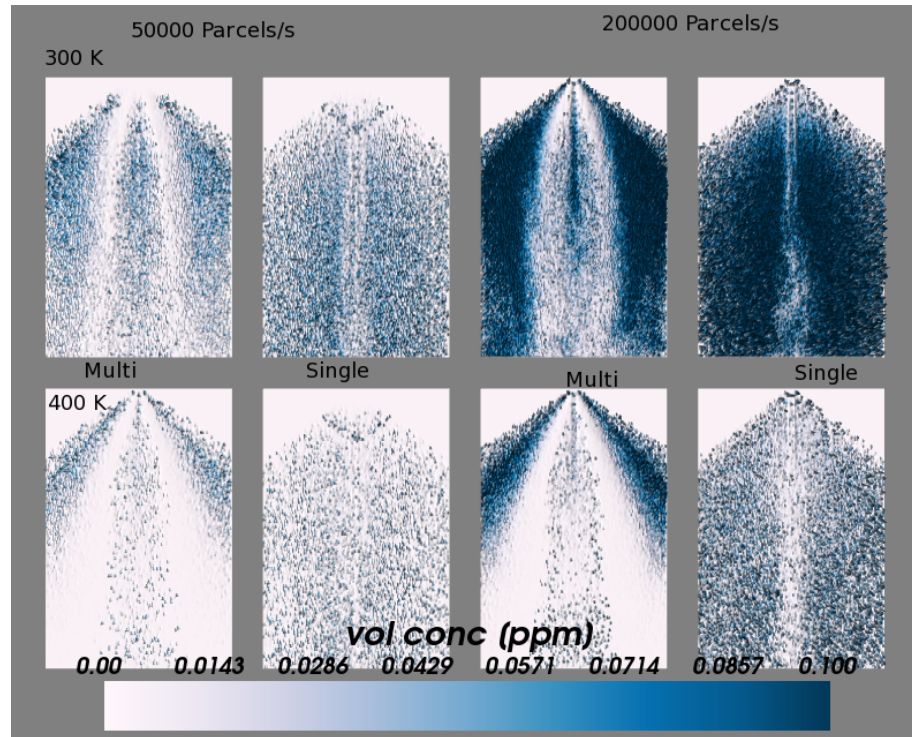 50000 Parcels/s
200000 Parcels/s
300 K
Multi
Single
Multi
Single
400 K
vol conc (ppm)
0.00 0.0143 0.0286 0.0429 0.0571 0.0714 0.0857 0.100